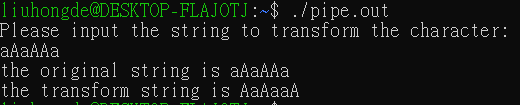 liuhongde@DESKTOP-FLAJOTJ:~$ ./pipe.out
Please input the string to transform the character:
aAaAAa
the original string is aAaAAa
the transform string is AaAaaA